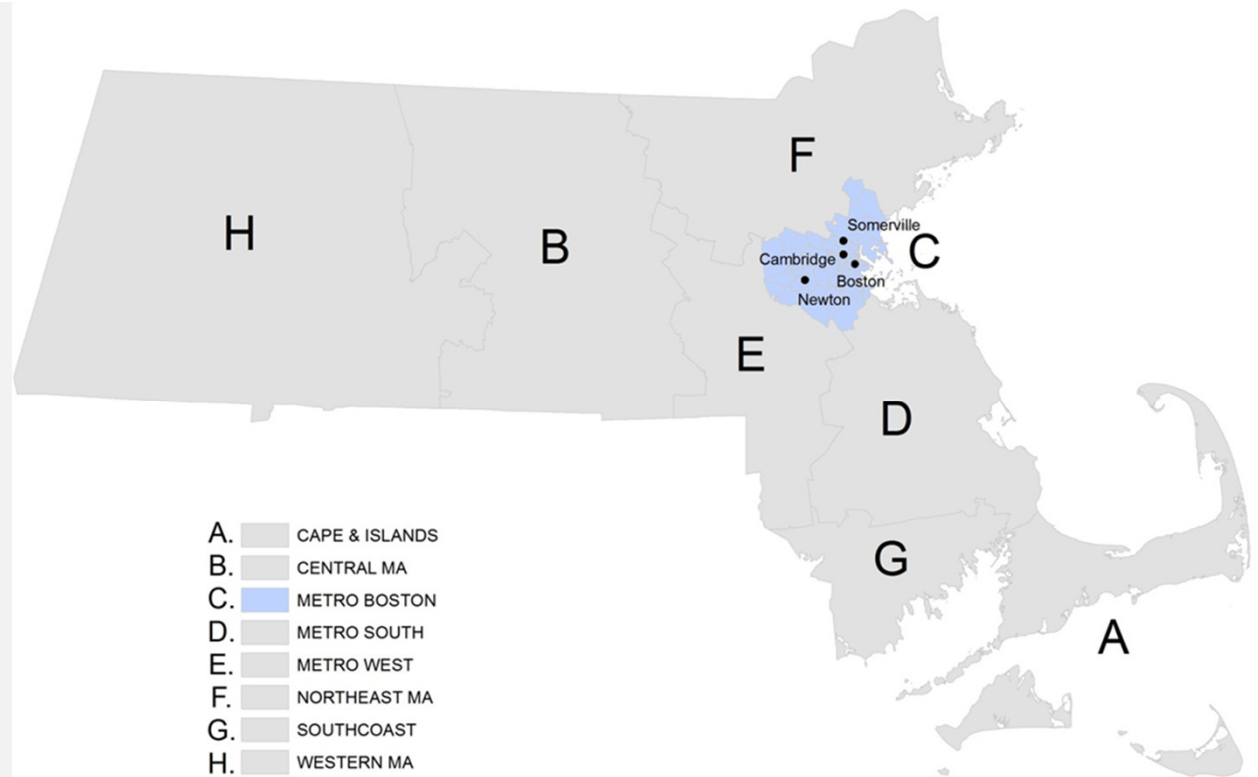 F
H
B
Somerville
C
Cambridge
Boston
Newton
E
D
A. CAPE & ISLANDS
B. CENTRAL MA
C. METRO BOSTON
D. METRO SOUTH
E. METRO WEST
F. NORTHEAST MA
G. SOUTHCOAST
H. WESTERN MA
G
A